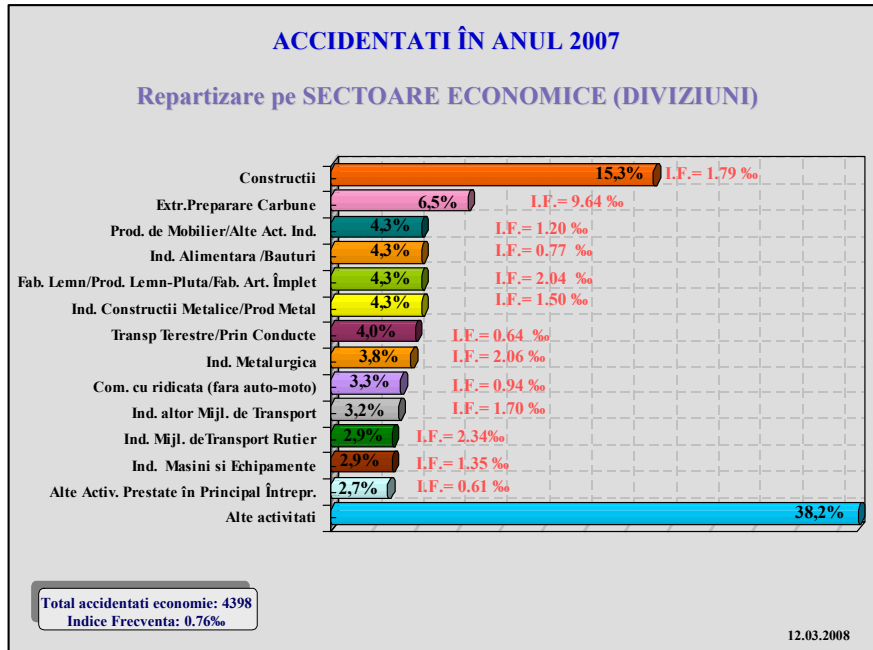 ACCIDENTATI ÎN ANUL 2007
Repartizare pe SECTOARE ECONOMICE (DIVIZIUNI)
Constructii 15,3% I.F.= 1.79 ‰
Extr.Preparare Carbune 6,5% I.F.= 9.64 ‰
Prod. de Mobilier/Alte Act. Ind. 4,3% I.F.= 1.20 ‰
Ind. Alimentara /Bauturi 4,3% I.F.= 0.77 ‰
Fab. Lemn/Prod. Lemn-Pluta/Fab. Art. Împlet 4,3% I.F.= 2.04 ‰
Ind. Constructii Metalice/Prod Metal 4,3% I.F.= 1.50 ‰
Transp Terestre/Prin Conducte 4,0% I.F.= 0.64 ‰
Ind. Metalurgica 3,8% I.F.= 2.06 ‰
Com. cu ridicata (fara auto-moto) 3,3% I.F.= 0.94 ‰
Ind. altor Mijl. de Transport 3,2% I.F.= 1.70 ‰
Ind. Mijl. deTransport Rutier 2,9% I.F.= 2.34‰
Ind. Masini si Echipamente 2,9% I.F.= 1.35 ‰
Alte Activ. Prestate în Principal Întrepr. 2,7% I.F.= 0.61 ‰
Alte activitati 38,2%
Total accidentati economie: 4398
Indice Frecventa: 0.76‰
12.03.2008